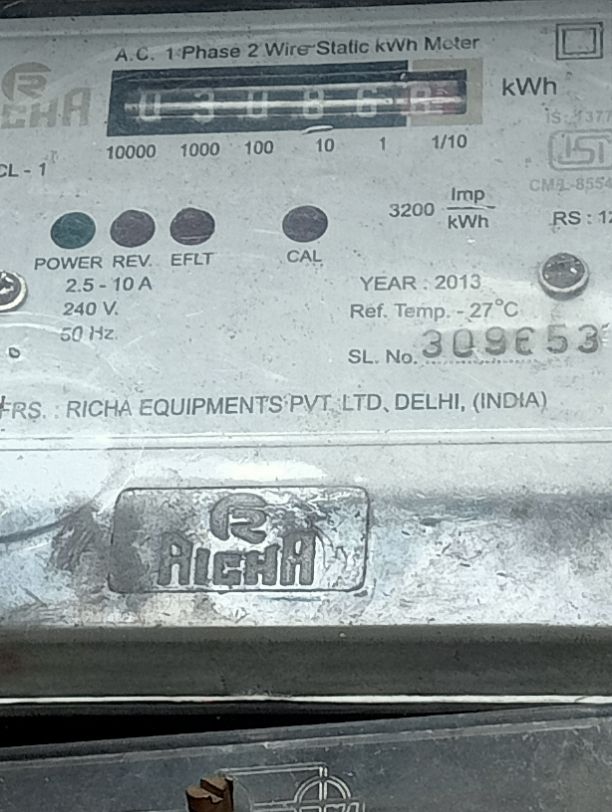 A.C. 1 Phase 2 Wire Static kWh Meter
RICHA
03086
kWh
10000 1000 100 10 1 1/10
CL - 1
ISI
3200 Imp
kWh
POWER REV. EFLT CAL
2.5 - 10 A
YEAR : 2013
240 V.
Ref. Temp. - 27°C
50 Hz.
SL. No.
RICHA EQUIPMENTS PVT. LTD, DELHI, (INDIA)
R
RICHA